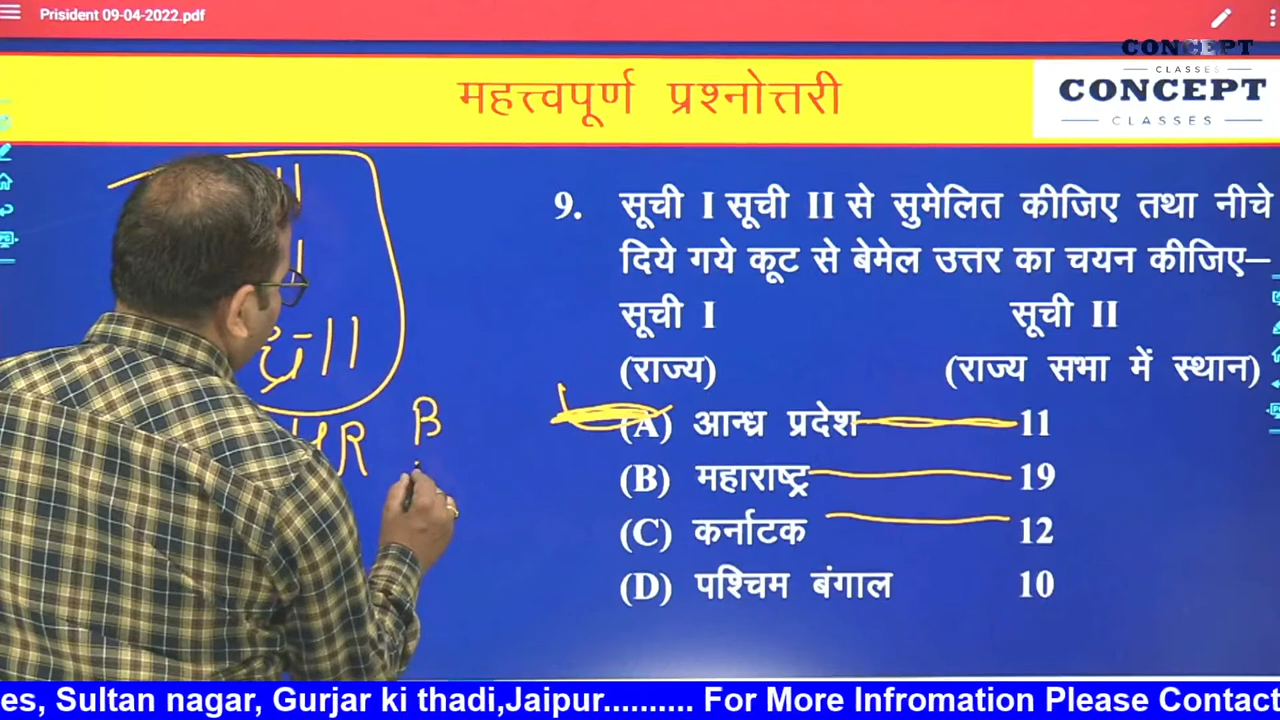 Prisident 09-04-2022.pdf
CONCEPT
CLASSES
महत्त्वपूर्ण प्रश्नोत्तरी
CONCEPT
CLASSES
9. सूची I सूची II से सुमेलित कीजिए तथा नीचे
दिये गये कूट से बेमेल उत्तर का चयन कीजिए–
सूची I सूची II
(राज्य) (राज्य सभा में स्थान)
(A) आन्ध्र प्रदेश 11
(B) महाराष्ट्र 19
(C) कर्नाटक 12
(D) पश्चिम बंगाल 10
B
R
es, Sultan nagar, Gurjar ki thadi,Jaipur.......... For More Infromation Please Contact